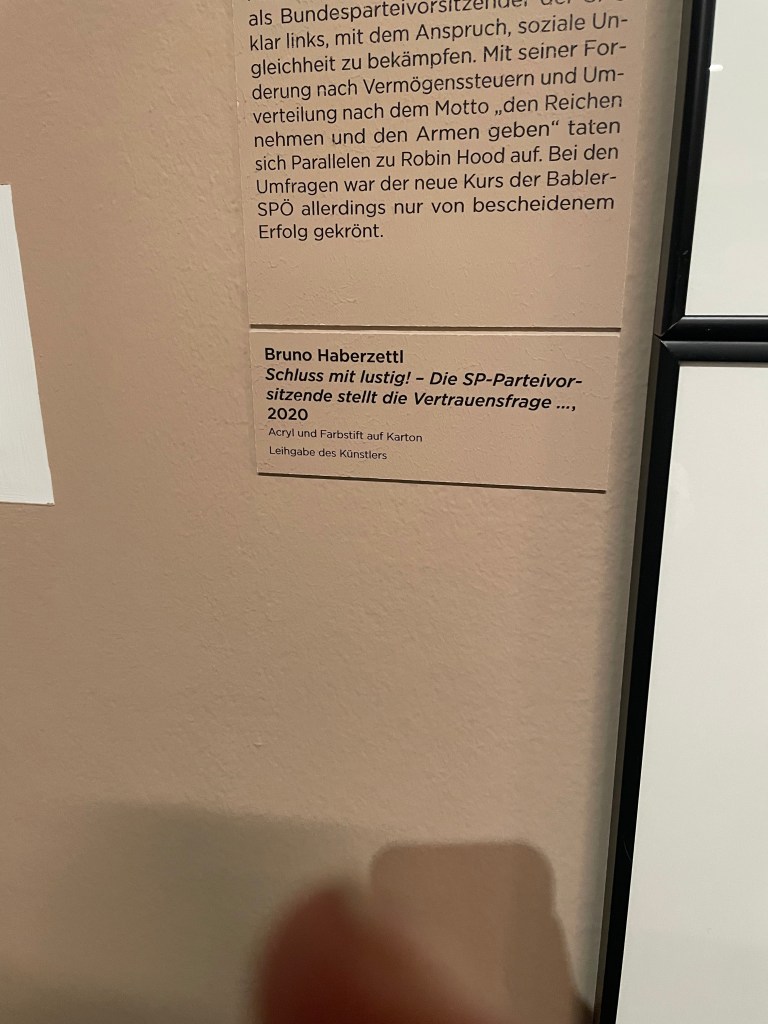 als Bundesparteivorsitzender der
klar links, mit dem Anspruch, soziale Un-
gleichheit zu bekämpfen. Mit seiner For-
derung nach Vermögenssteuern und Um-
verteilung nach dem Motto „den Reichen
nehmen und den Armen geben“ taten
sich Parallelen zu Robin Hood auf. Bei den
Umfragen war der neue Kurs der Babler-
SPÖ allerdings nur von bescheidenem
Erfolg gekrönt.
Bruno Haberzettl
Schluss mit lustig! – Die SP-Parteivor-
sitzende stellt die Vertrauensfrage ...,
2020
Acryl und Farbstift auf Karton
Leihgabe des Künstlers